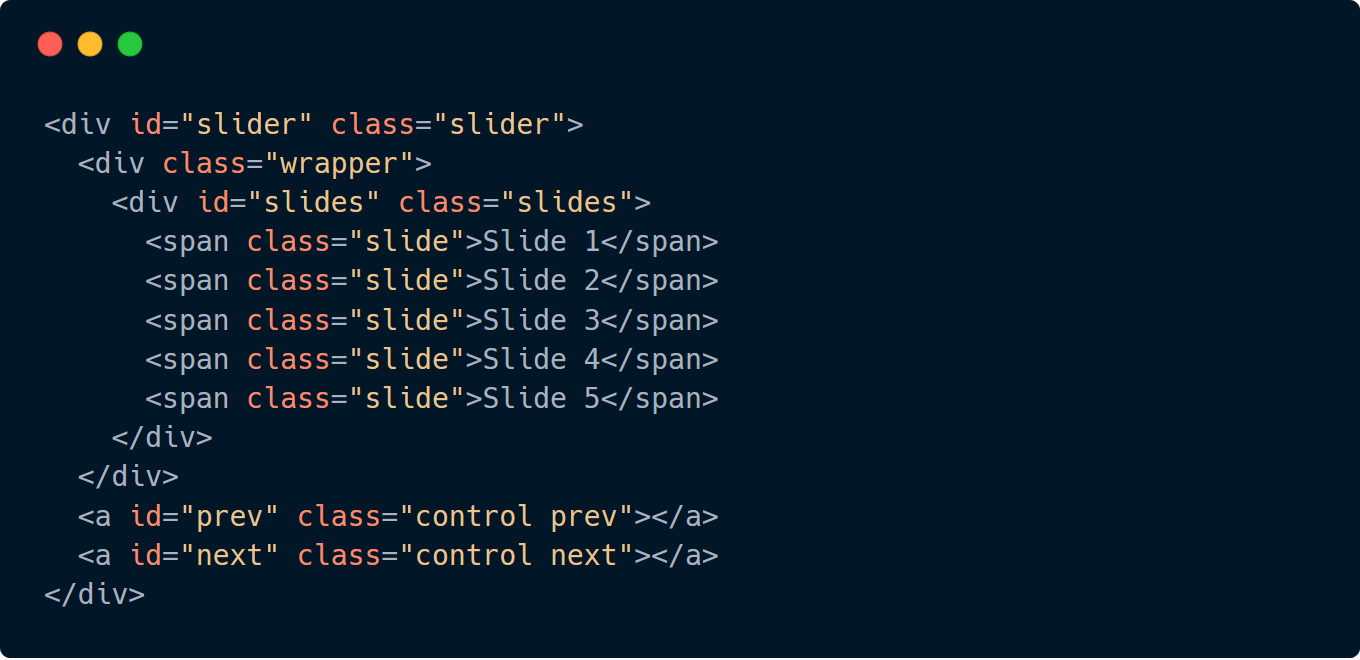 <div id="slider" class="slider">
  <div class="wrapper">
    <div id="slides" class="slides">
      <span class="slide">Slide 1</span>
      <span class="slide">Slide 2</span>
      <span class="slide">Slide 3</span>
      <span class="slide">Slide 4</span>
      <span class="slide">Slide 5</span>
    </div>
  </div>
  <a id="prev" class="control prev"></a>
  <a id="next" class="control next"></a>
</div>